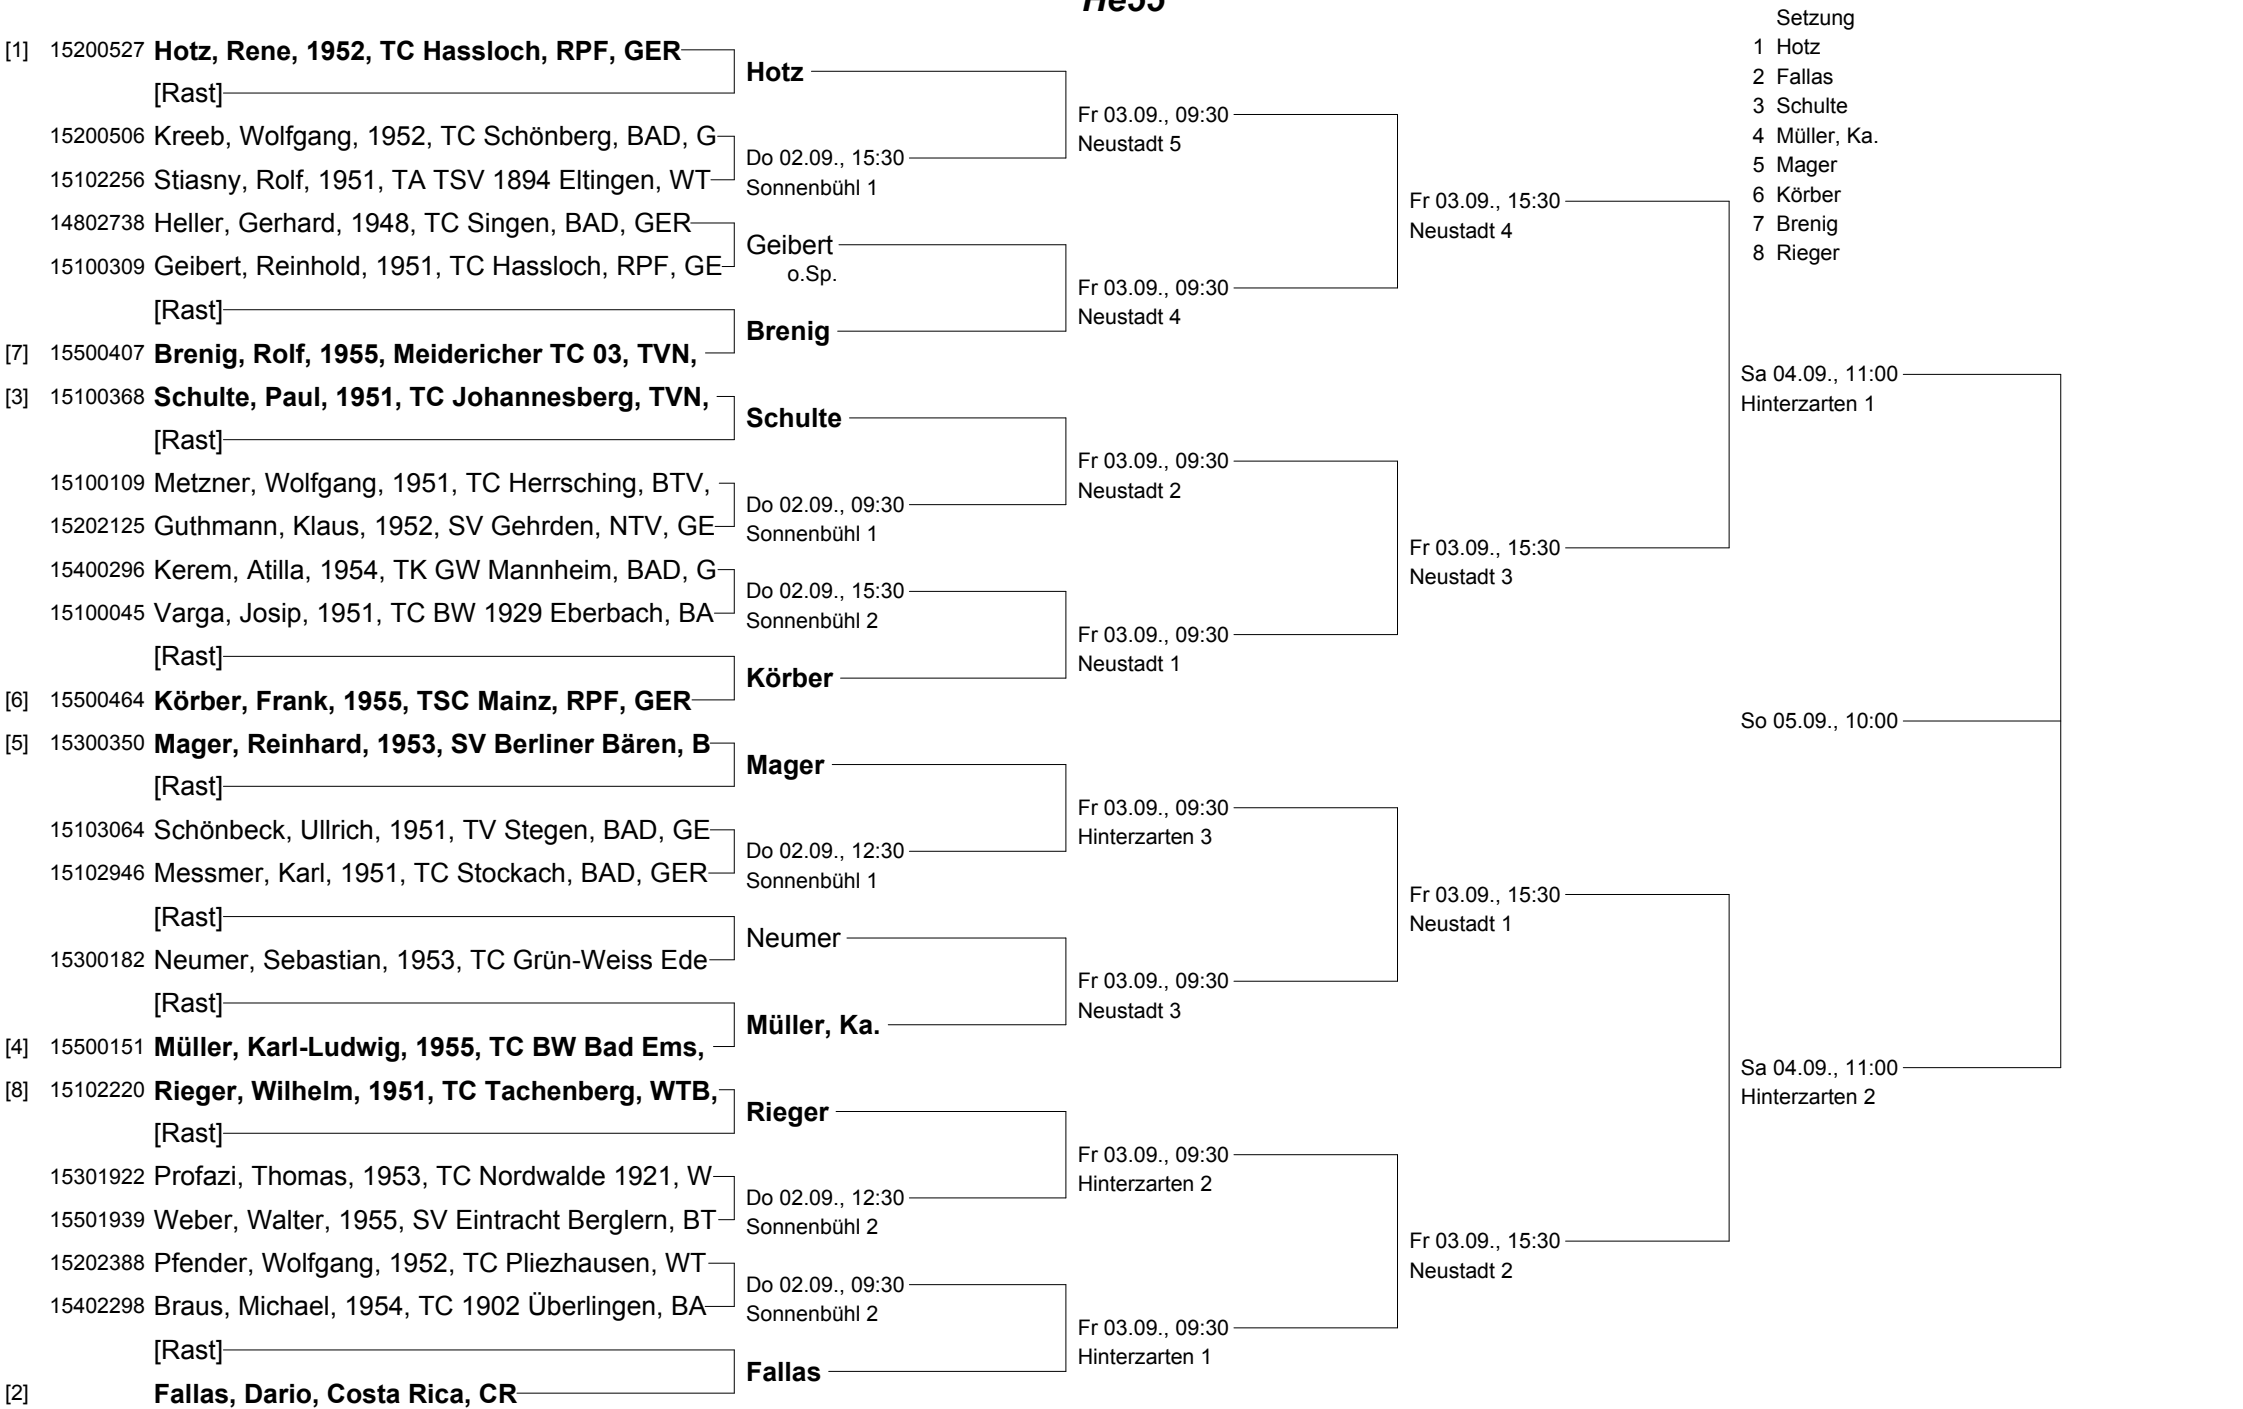 He55
Setzung
1 Hotz
2 Fallas
3 Schulte
4 Müller, Ka.
5 Mager
6 Körber
7 Brenig
8 Rieger
[1] 15200527 Hotz, Rene, 1952, TC Hassloch, RPF, GER
[Rast]
15200506 Kreeb, Wolfgang, 1952, TC Schönberg, BAD, G
15102256 Stiasny, Rolf, 1951, TA TSV 1894 Eltingen, WT
14802738 Heller, Gerhard, 1948, TC Singen, BAD, GER
15100309 Geibert, Reinhold, 1951, TC Hassloch, RPF, GE
[Rast]
[7] 15500407 Brenig, Rolf, 1955, Meidericher TC 03, TVN,
[3] 15100368 Schulte, Paul, 1951, TC Johannesberg, TVN,
[Rast]
15100109 Metzner, Wolfgang, 1951, TC Herrsching, BTV,
15202125 Guthmann, Klaus, 1952, SV Gehrden, NTV, GE
15400296 Kerem, Atilla, 1954, TK GW Mannheim, BAD, G
15100045 Varga, Josip, 1951, TC BW 1929 Eberbach, BA
[Rast]
[6] 15500464 Körber, Frank, 1955, TSC Mainz, RPF, GER
[5] 15300350 Mager, Reinhard, 1953, SV Berliner Bären, B
[Rast]
15103064 Schönbeck, Ullrich, 1951, TV Stegen, BAD, GE
15102946 Messmer, Karl, 1951, TC Stockach, BAD, GER
[Rast]
15300182 Neumer, Sebastian, 1953, TC Grün-Weiss Ede
[Rast]
[4] 15500151 Müller, Karl-Ludwig, 1955, TC BW Bad Ems,
[8] 15102220 Rieger, Wilhelm, 1951, TC Tachenberg, WTB,
[Rast]
15301922 Profazi, Thomas, 1953, TC Nordwalde 1921, W
15501939 Weber, Walter, 1955, SV Eintracht Berglern, BT
15202388 Pfender, Wolfgang, 1952, TC Pliezhausen, WT
15402298 Braus, Michael, 1954, TC 1902 Überlingen, BA
[Rast]
[2] Fallas, Dario, Costa Rica, CR
Hotz
Do 02.09., 15:30
Sonnenbühl 1
Geibert
o.Sp.
Brenig
Schulte
Do 02.09., 09:30
Sonnenbühl 1
Do 02.09., 15:30
Sonnenbühl 2
Körber
Mager
Do 02.09., 12:30
Sonnenbühl 1
Neumer
Müller, Ka.
Rieger
Do 02.09., 12:30
Sonnenbühl 2
Do 02.09., 09:30
Sonnenbühl 2
Fallas
Fr 03.09., 09:30
Neustadt 5
Fr 03.09., 09:30
Neustadt 4
Fr 03.09., 09:30
Neustadt 2
Fr 03.09., 09:30
Neustadt 1
Fr 03.09., 09:30
Hinterzarten 3
Fr 03.09., 09:30
Neustadt 3
Fr 03.09., 09:30
Hinterzarten 2
Fr 03.09., 09:30
Hinterzarten 1
Fr 03.09., 15:30
Neustadt 4
Fr 03.09., 15:30
Neustadt 3
Fr 03.09., 15:30
Neustadt 1
Fr 03.09., 15:30
Neustadt 2
Sa 04.09., 11:00
Hinterzarten 1
So 05.09., 10:00
Sa 04.09., 11:00
Hinterzarten 2